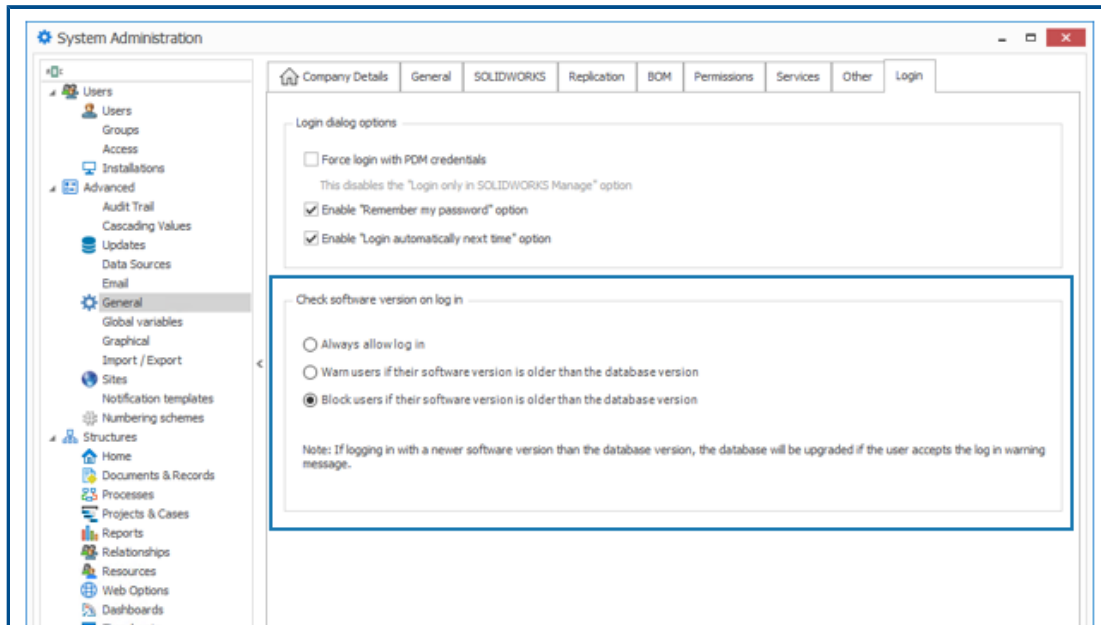 System Administration
Users
Users
Groups
Access
Installations
Advanced
Audit Trail
Cascading Values
Updates
Data Sources
Email
General
Global variables
Graphical
Import / Export
Sites
Notification templates
Numbering schemes
Structures
Home
Documents & Records
Processes
Projects & Cases
Reports
Relationships
Resources
Web Options
Dashboards
Company Details General SOLIDWORKS Replication BOM Permissions Services Other Login
Login dialog options
Force login with PDM credentials
This disables the "Login only in SOLIDWORKS Manage" option
Enable "Remember my password" option
Enable "Login automatically next time" option
Check software version on log in
Always allow log in
Warn users if their software version is older than the database version
Block users if their software version is older than the database version
Note: If logging in with a newer software version than the database version, the database will be upgraded if the user accepts the log in warning
message.